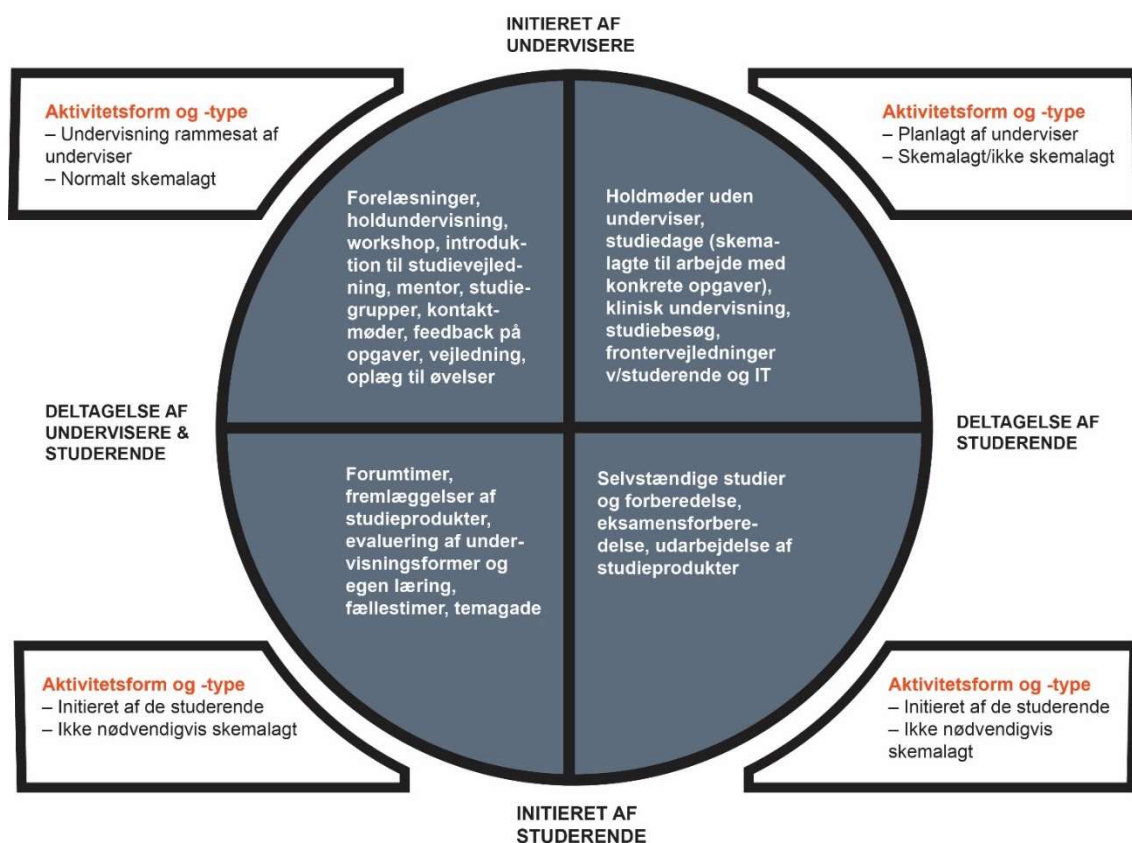 INITIERET AF
UNDERVISERE
Aktivitetsform og -type
– Undervisning rammesat af
underviser
– Normalt skemalagt
Aktivitetsform og -type
– Planlagt af underviser
– Skemalagt/ikke skemalagt
Forelæsninger,
holdundervisning,
workshop, introduk-
tion til studievejled-
ning, mentor, studie-
grupper, kontakt-
møder, feedback på
opgaver, vejledning,
oplæg til øvelser
Holdmøder uden
underviser,
studiedage (skema-
lagte til arbejde med
konkrete opgaver),
klinisk undervisning,
studiebesøg,
frontervejledninger
v/studerende og IT
DELTAGELSE AF
UNDERVISERE &
STUDERENDE
DELTAGELSE AF
STUDERENDE
Forumtimer,
fremlæggelser af
studieprodukter,
evaluering af under-
visningsformer og
egen læring,
fællestimer, temagade
Selvstændige studier
og forberedelse,
eksamensforbere-
delse, udarbejdelse af
studieprodukter
Aktivitetsform og -type
– Initieret af de studerende
– Ikke nødvendigvis skemalagt
Aktivitetsform og -type
– Initieret af de studerende
– Ikke nødvendigvis
skemalagt
INITIERET AF
STUDERENDE